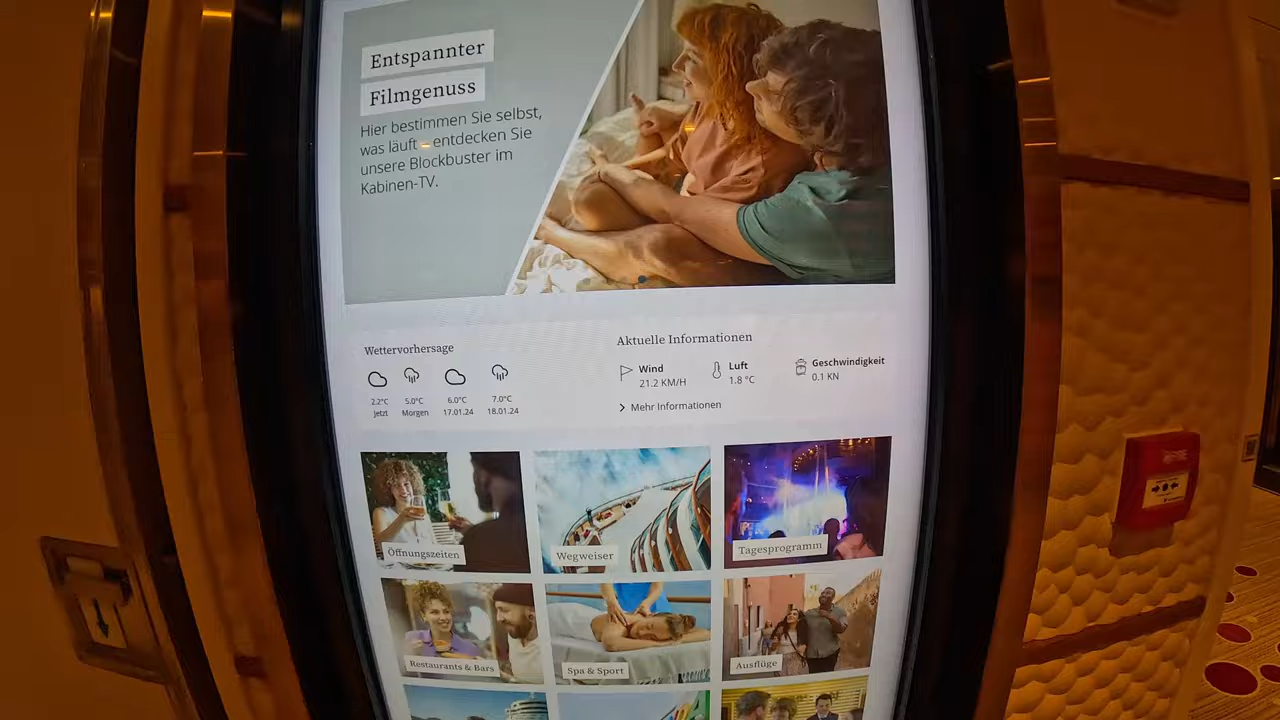 Entspannter
Filmgenuss
Hier bestimmen Sie selbst,
was läuft – entdecken Sie
unsere Blockbuster im
Kabinen-TV.
Wettervorhersage
2.2°C
Jetzt
5.0°C
Morgen
6.0°C
17.01.24
7.0°C
18.01.24
Aktuelle Informationen
Wind
21.2 KM/H
Luft
1.8 °C
Geschwindigkeit
0.1 KN
Mehr Informationen
Öffnungszeiten
Wegweiser
Tagesprogramm
Restaurants & Bars
Spa & Sport
Ausflüge